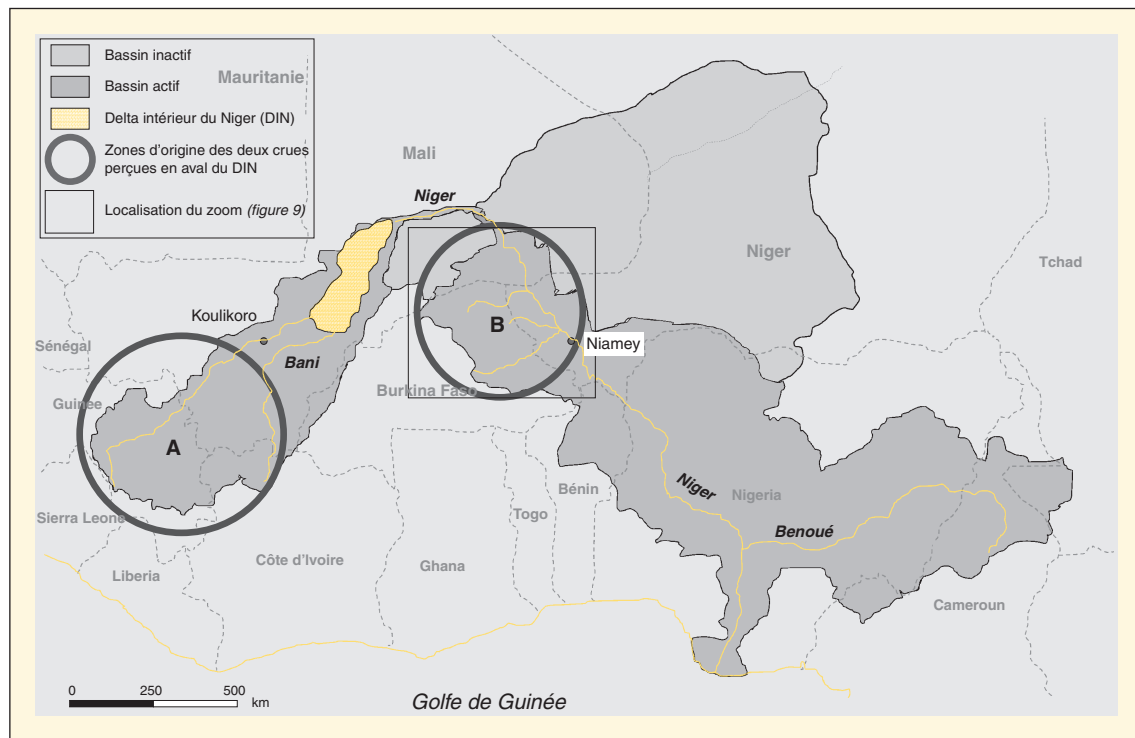 Bassin inactif
Bassin actif
Delta intérieur du Niger (DIN)
Zones d'origine des deux crues
perçues en aval du DIN
Localisation du zoom (figure 9)
Mauritanie
Mali
Niger
Niger
Tchad
Koulikoro
B
Niamey
Sénégal
Bani
Burkina Faso
Guinée
A
Niger
Bénin
Nigeria
Togo
Sierra Leone
Benoué
Côte d'Ivoire
Ghana
Liberia
Cameroun
0 250 500
km
Golfe de Guinée